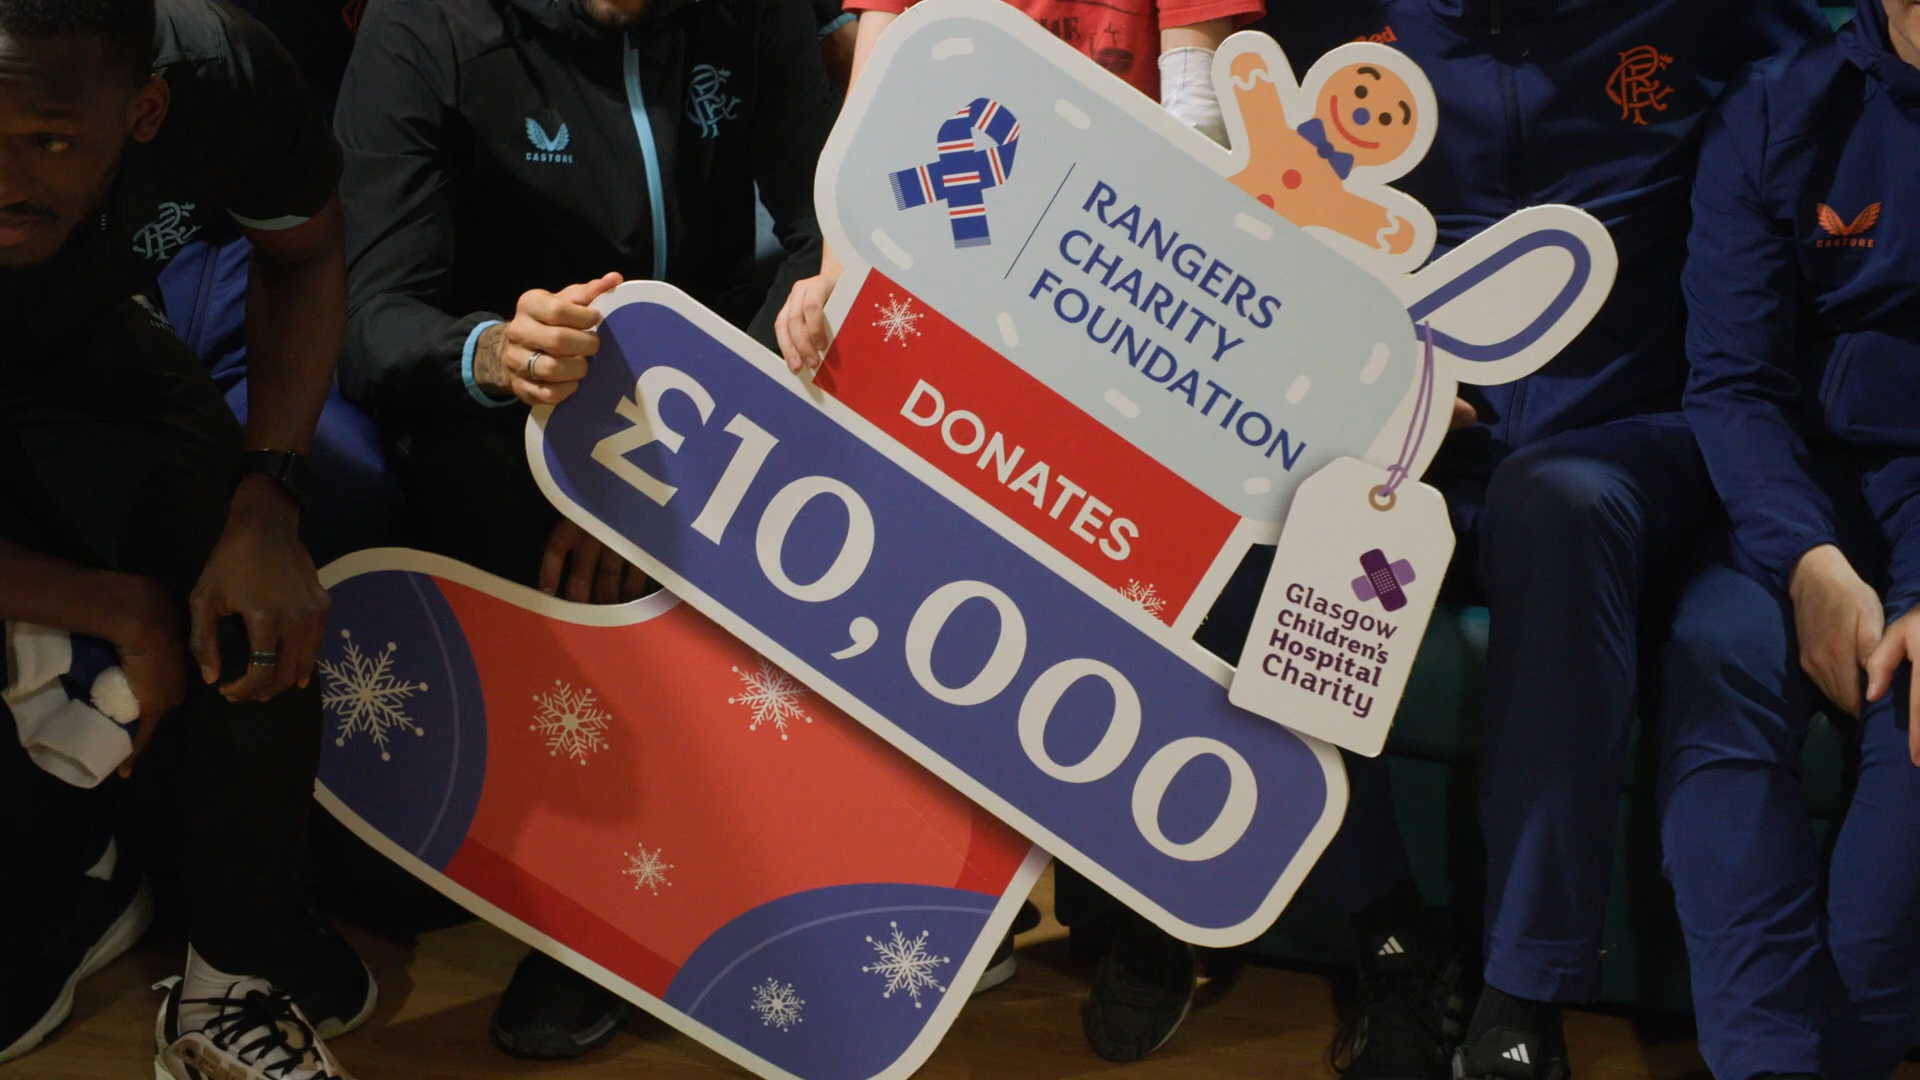 RANGERS
CHARITY
FOUNDATION
DONATES
£10,000
Glasgow
Children's
Hospital
Charity
CASTORE
CASTORE